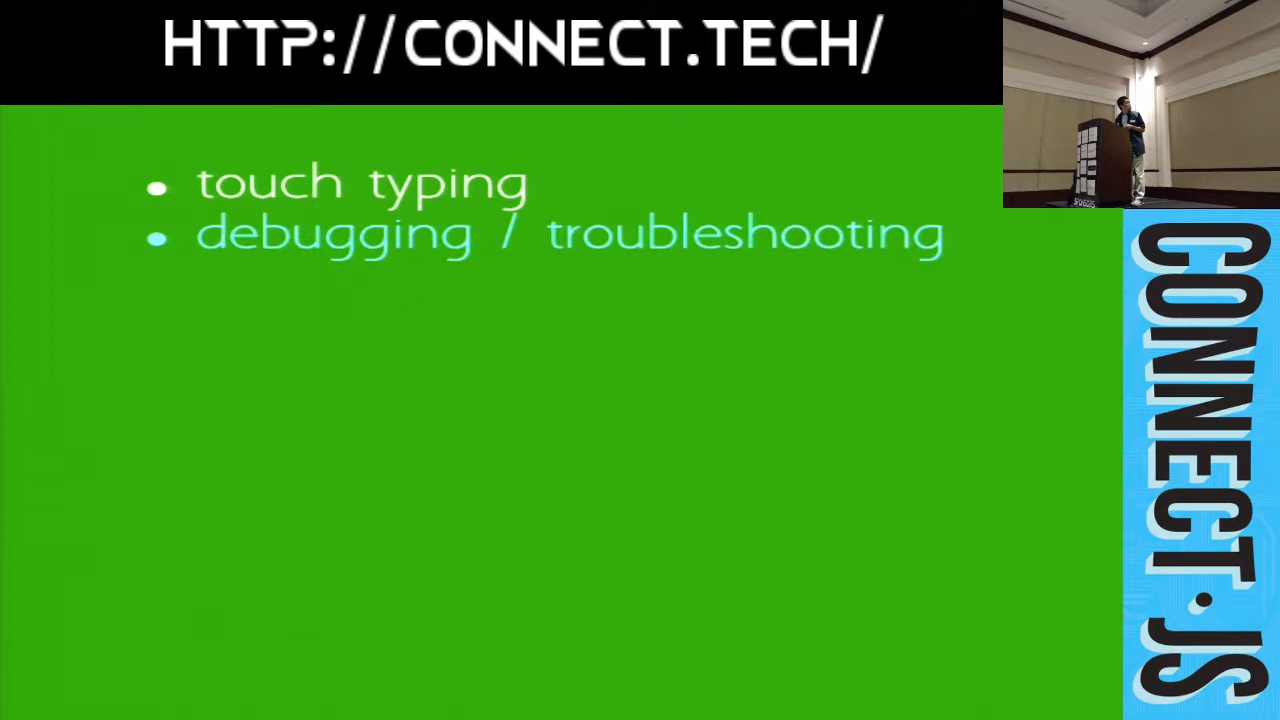 HTTP://CONNECT.TECH/
• touch typing
• debugging / troubleshooting
CONNECT.JS